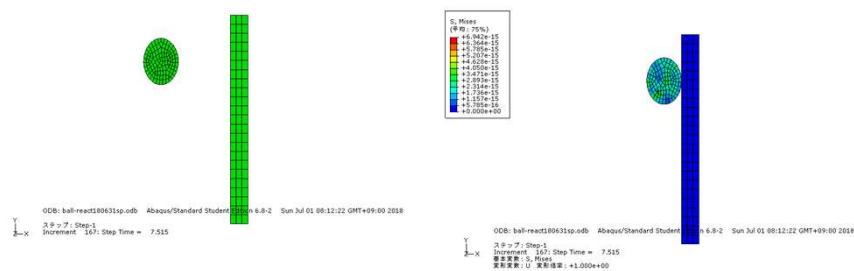 ODB: ball-react180631sp.odb Abaqus/Standard Student Edition 6.8-2 Sun Jul 01 08:12:22 GMT+09:00 2018
Y
Z X
ステップ: Step-1
Increment 167: Step Time = 7.515
S, Mises
(平均: 75%)
+6.942e-15
+6.364e-15
+5.785e-15
+5.207e-15
+4.628e-15
+4.050e-15
+3.471e-15
+2.893e-15
+2.314e-15
+1.736e-15
+1.157e-15
+5.785e-16
+0.000e+00
ODB: ball-react180631sp.odb Abaqus/Standard Student Edition 6.8-2 Sun Jul 01 08:12:22 GMT+09:00 2018
Y
Z X
ステップ: Step-1
Increment 167: Step Time = 7.515
基本変数: S, Mises
変形変数: U 変形倍率: +1.000e+00